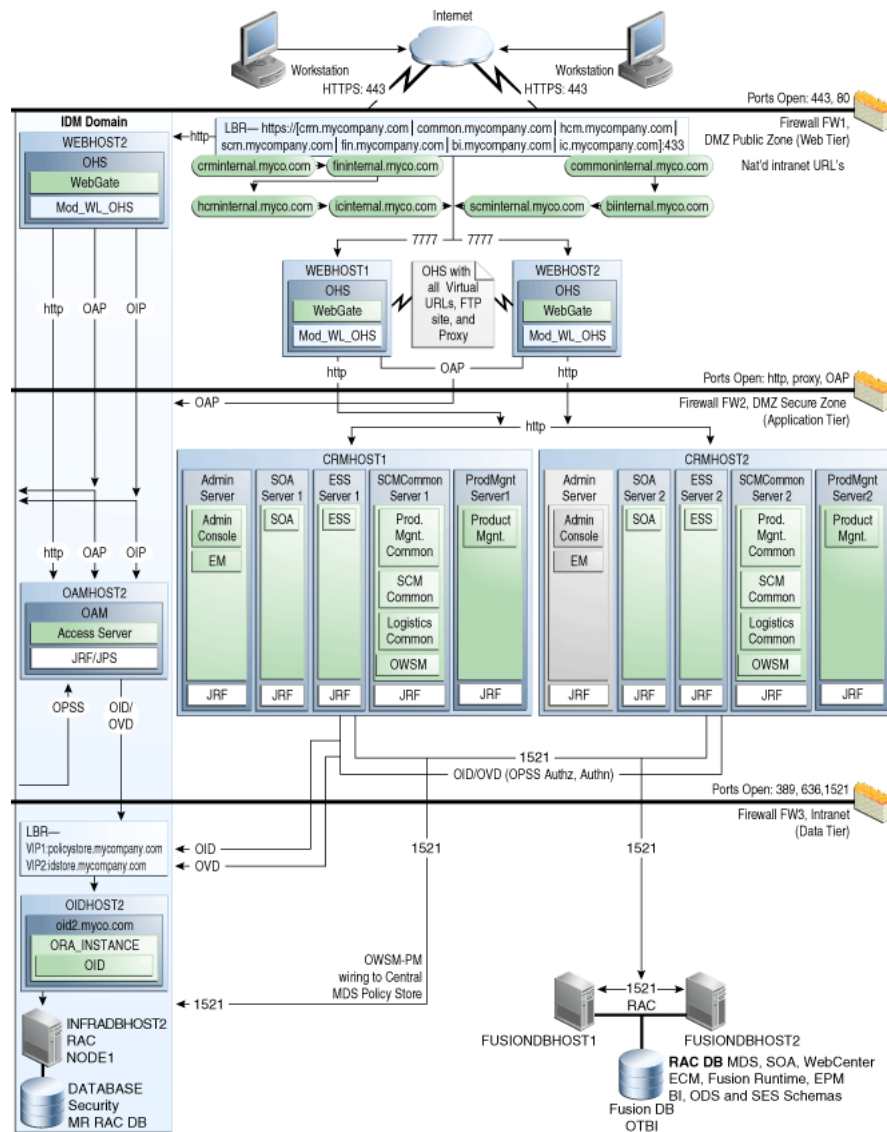 Internet
Workstation
Workstation
HTTPS: 443
HTTPS: 443
Ports Open: 443, 80
Firewall FW1,
DMZ Public Zone (Web Tier)
Nat'd intranet URL's
IDM Domain
WEBHOST2
OHS
WebGate
Mod_WL_OHS
http
LBR— https://[crm.mycompany.com | common.mycompany.com | hcm.mycompany.com |
scm.mycompany.com | fin.mycompany.com | bi.mycompany.com | ic.mycompany.com]:433
crminternal.myco.com
fininternal.myco.com
commoninternal.myco.com
hcminternal.myco.com
icinternal.myco.com
scminternal.myco.com
biinternal.myco.com
7777
7777
WEBHOST1
OHS
WebGate
Mod_WL_OHS
OHS with
all Virtual
URLs, FTP
site, and
Proxy
WEBHOST2
OHS
WebGate
Mod_WL_OHS
http
OAP
OIP
http
OAP
http
Ports Open: http, proxy, OAP
Firewall FW2, DMZ Secure Zone
(Application Tier)
OAP
http
CRMHOST1
Admin
Server
Admin
Console
EM
JRF
SOA
Server 1
SOA
JRF
ESS
Server 1
ESS
JRF
SCMCommon
Server 1
Prod.
Mgnt.
Common
SCM
Common
Logistics
Common
OWSM
JRF
ProdMgmt
Server1
Product
Mgnt.
JRF
CRMHOST2
Admin
Server
Admin
Console
EM
JRF
SOA
Server 2
SOA
JRF
ESS
Server 2
ESS
JRF
SCMCommon
Server 2
Prod.
Mgnt.
Common
SCM
Common
Logistics
Common
OWSM
JRF
ProdMgnt
Server2
Product
Mgnt.
JRF
http
OAP
OIP
OAMHOST2
OAM
Access Server
JRF/JPS
OPSS
OID/
OVD
1521
OID/OVD (OPSS Authz, Authn)
Ports Open: 389, 636,1521
Firewall FW3, Intranet
(Data Tier)
LBR—
VIP1:policystore.mycompany.com
VIP2:idstore.mycompany.com
OID
OVD
1521
1521
OIDHOST2
oid2.myco.com
ORA_INSTANCE
OID
OWSM-PM
wiring to Central
MDS Policy Store
1521
INFRADBHOST2
RAC
NODE1
DATABASE
Security
MR RAC DB
1521
RAC
FUSIONDBHOST1
FUSIONDBHOST2
RAC DB MDS, SOA, WebCenter
ECM, Fusion Runtime, EPM
BI, ODS and SES Schemas
Fusion DB
OTBI